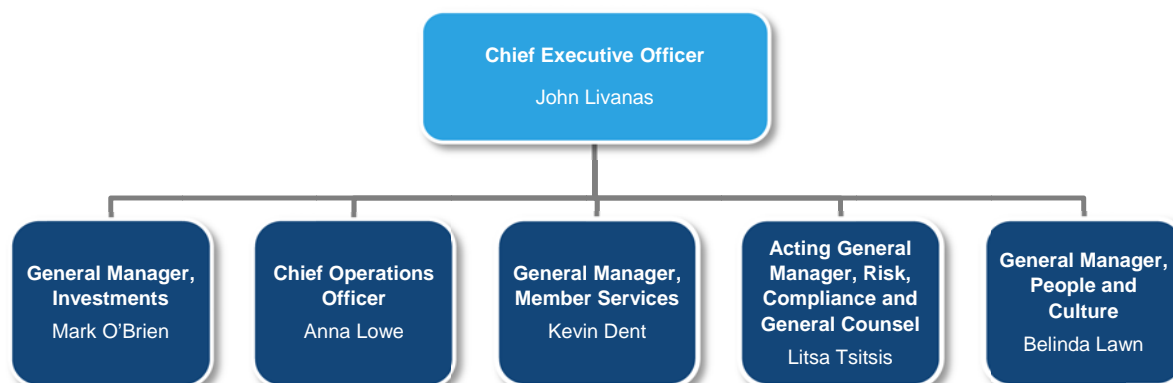 Chief Executive Officer
John Livanas
General Manager,
Investments
Mark O’Brien
Chief Operations
Officer
Anna Lowe
General Manager,
Member Services
Kevin Dent
Acting General
Manager, Risk,
Compliance and
General Counsel
Litsa Tsitsis
General Manager,
People and
Culture
Belinda Lawn